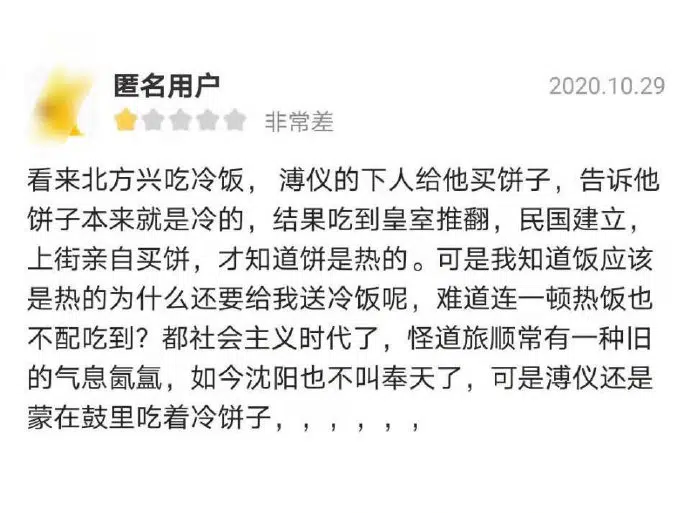 匿名用户
2020.10.29
非常差
看来北方兴吃冷饭，溥仪的下人给他买饼子，告诉他
饼子本来就是冷的，结果吃到皇室推翻，民国建立，
上街亲自买饼，才知道饼是热的。可是我知道饭应该
是热的为什么还要给我送冷饭呢，难道连一顿热饭也
不配吃到？都社会主义时代了，怪道旅顺常有一种旧
的气息氤氲，如今沈阳也不叫奉天了，可是溥仪还是
蒙在鼓里吃着冷饼子，，，，，，